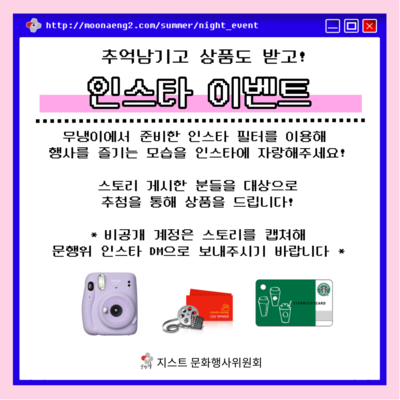 http://moonaeng2.com/summer/night_event
추억남기고 상품도 받고!
인스타 이벤트
무냉이에서 준비한 인스타 필터를 이용해
행사를 즐기는 모습을 인스타에 자랑해주세요!
스토리 게시한 분들을 대상으로
추첨을 통해 상품을 드립니다!
* 비공개 계정은 스토리를 캡쳐해
문행위 인스타 DM으로 보내주시기 바랍니다 *
지스트 문화행사위원회